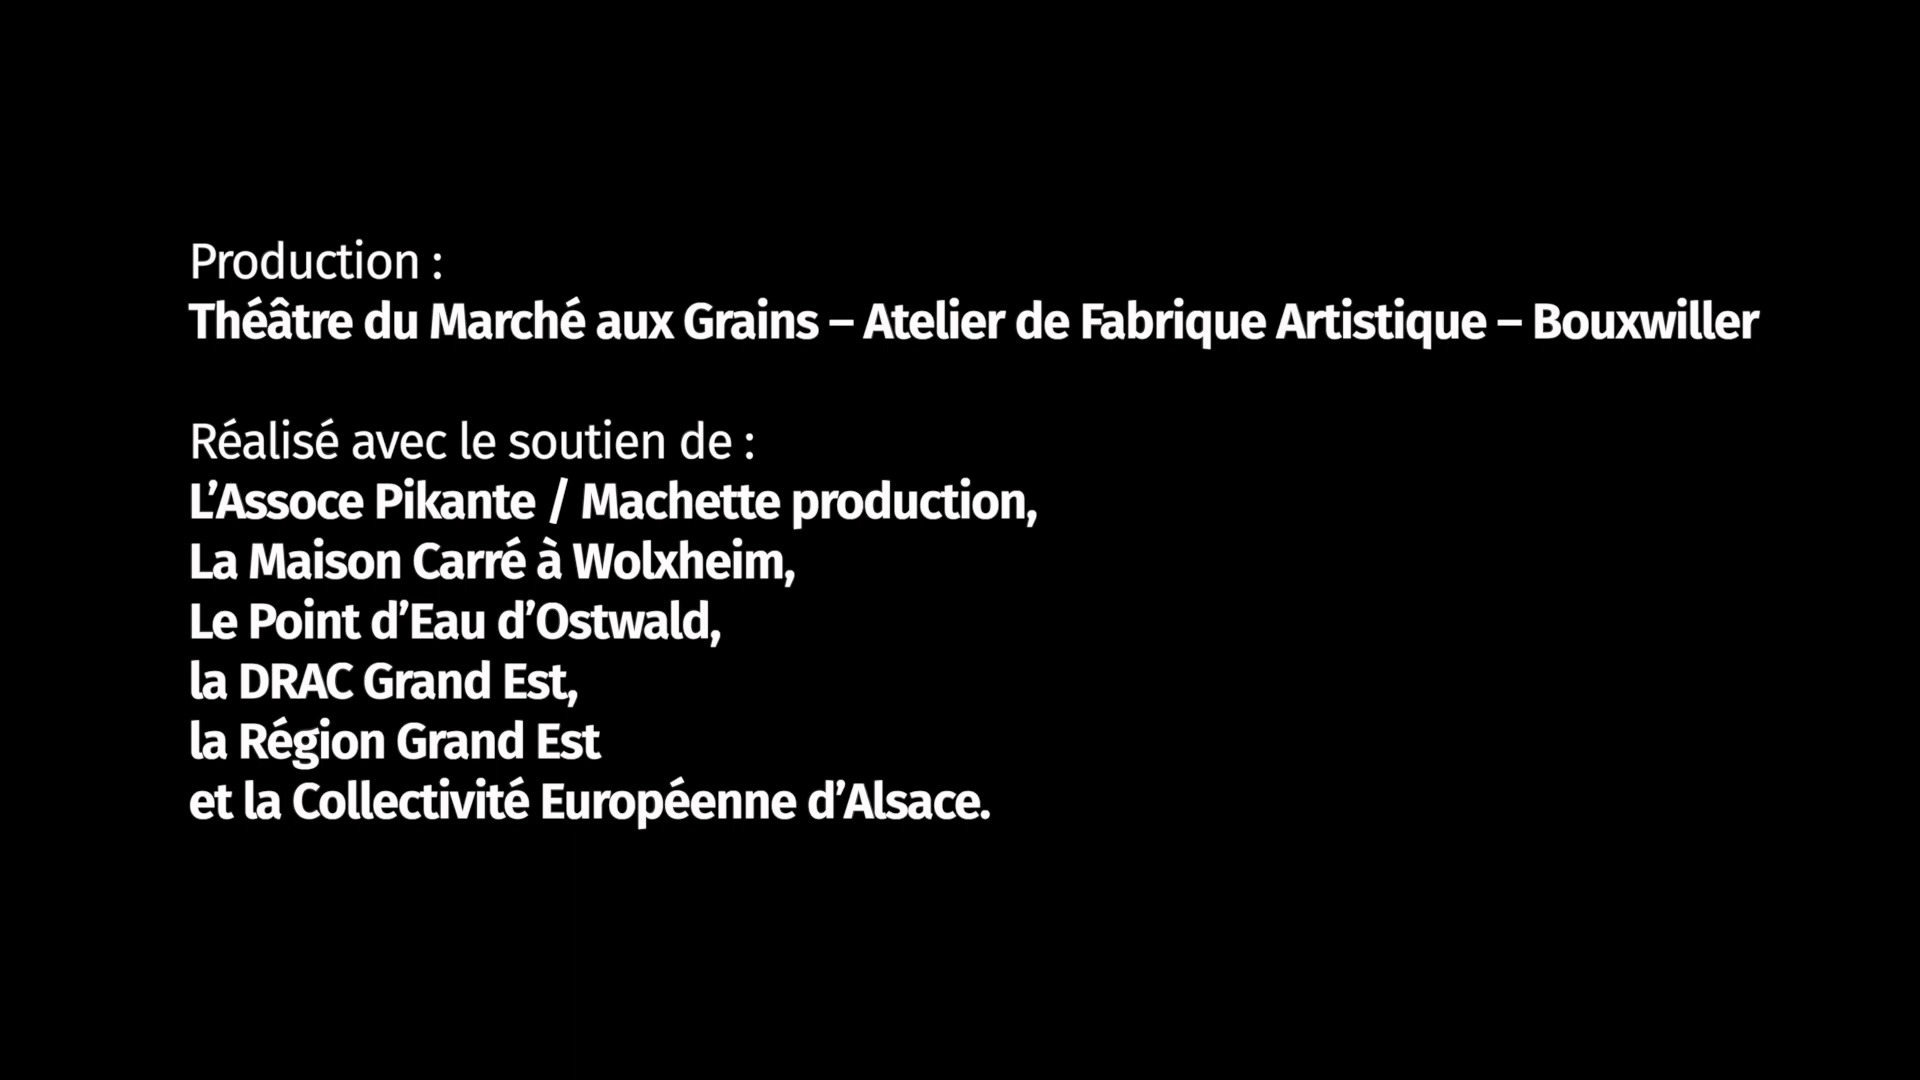 Production :
Théâtre du Marché aux Grains – Atelier de Fabrique Artistique – Bouxwiller
Réalisé avec le soutien de :
L’Assoce Pikante / Machette production,
La Maison Carré à Wolxheim,
Le Point d’Eau d’Ostwald,
la DRAC Grand Est,
la Région Grand Est
et la Collectivité Européenne d’Alsace.